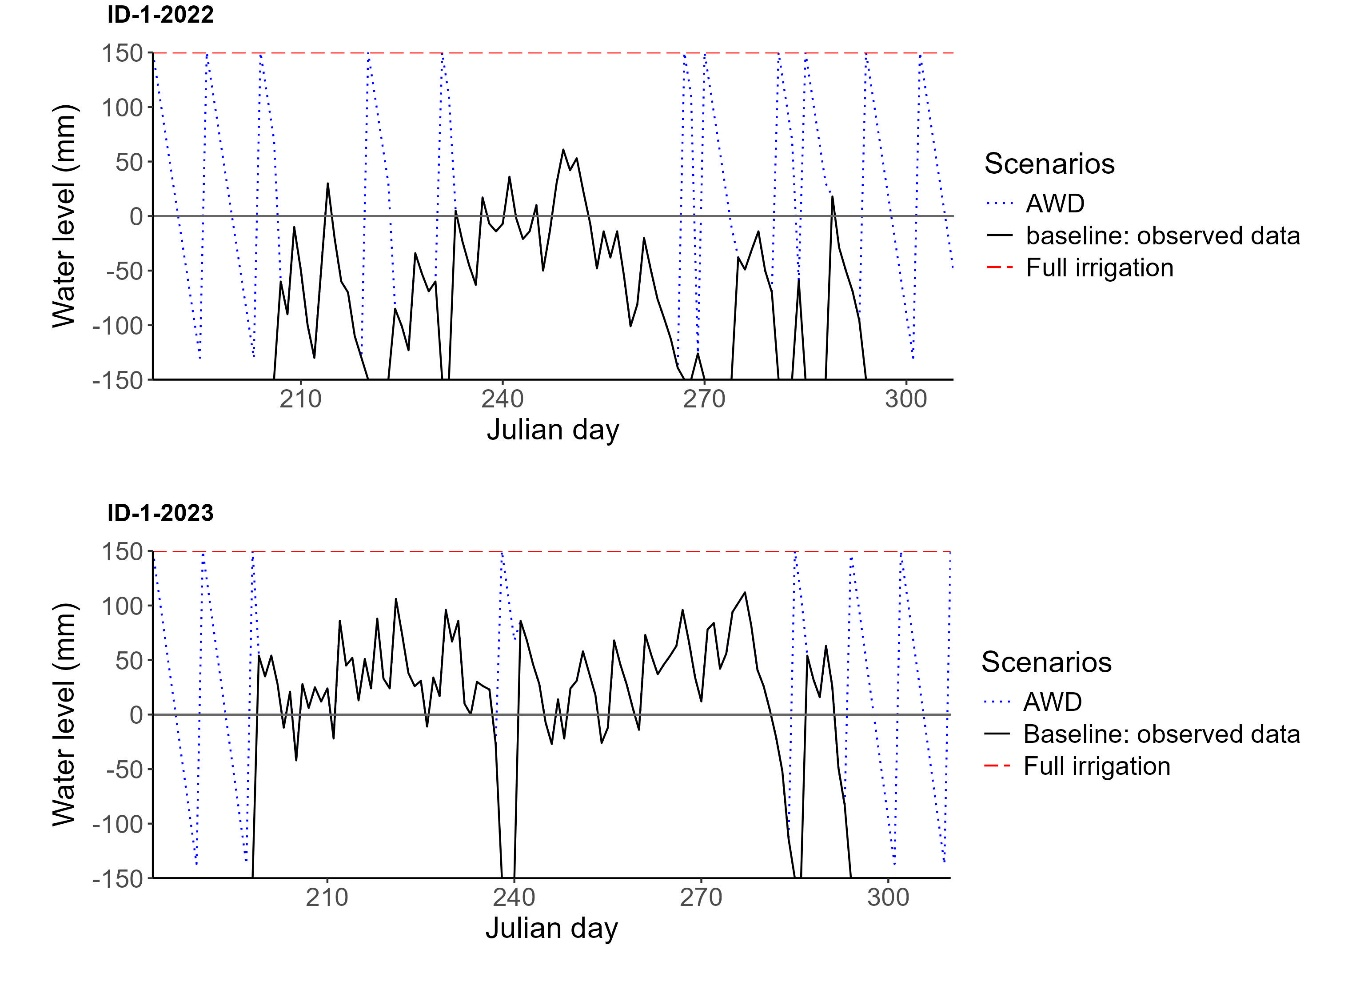 ID-1-2022
150
100
50
0
-50
-100
-150
Water level (mm)
210 240 270 300
Julian day
Scenarios
AWD
baseline: observed data
Full irrigation
ID-1-2023
150
100
50
0
-50
-100
-150
Water level (mm)
210 240 270 300
Julian day
Scenarios
AWD
Baseline: observed data
Full irrigation